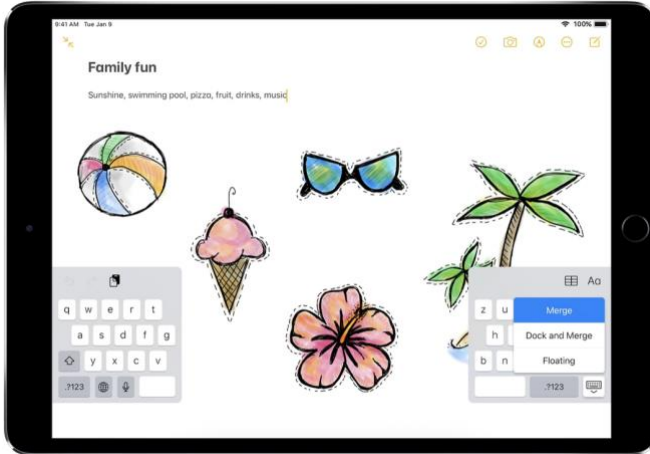 9:41 AM Tue Jan 9
100%
Family fun
Sunshine, swimming pool, pizza, fruit, drinks, music
Aa
q w e r t
z u
Merge
a s d f g
h
Dock and Merge
y x c v
b n
Floating
.?123
.?123